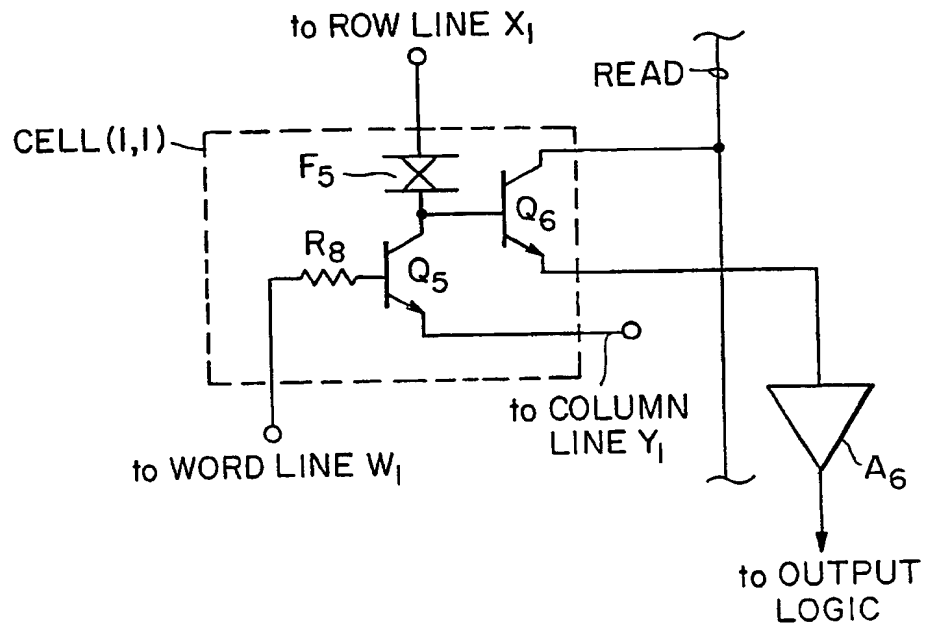 to ROW LINE X1
READ
CELL(1,1)
F5
Q6
R8
Q5
to COLUMN
LINE Y1
to WORD LINE W1
A6
to OUTPUT
LOGIC